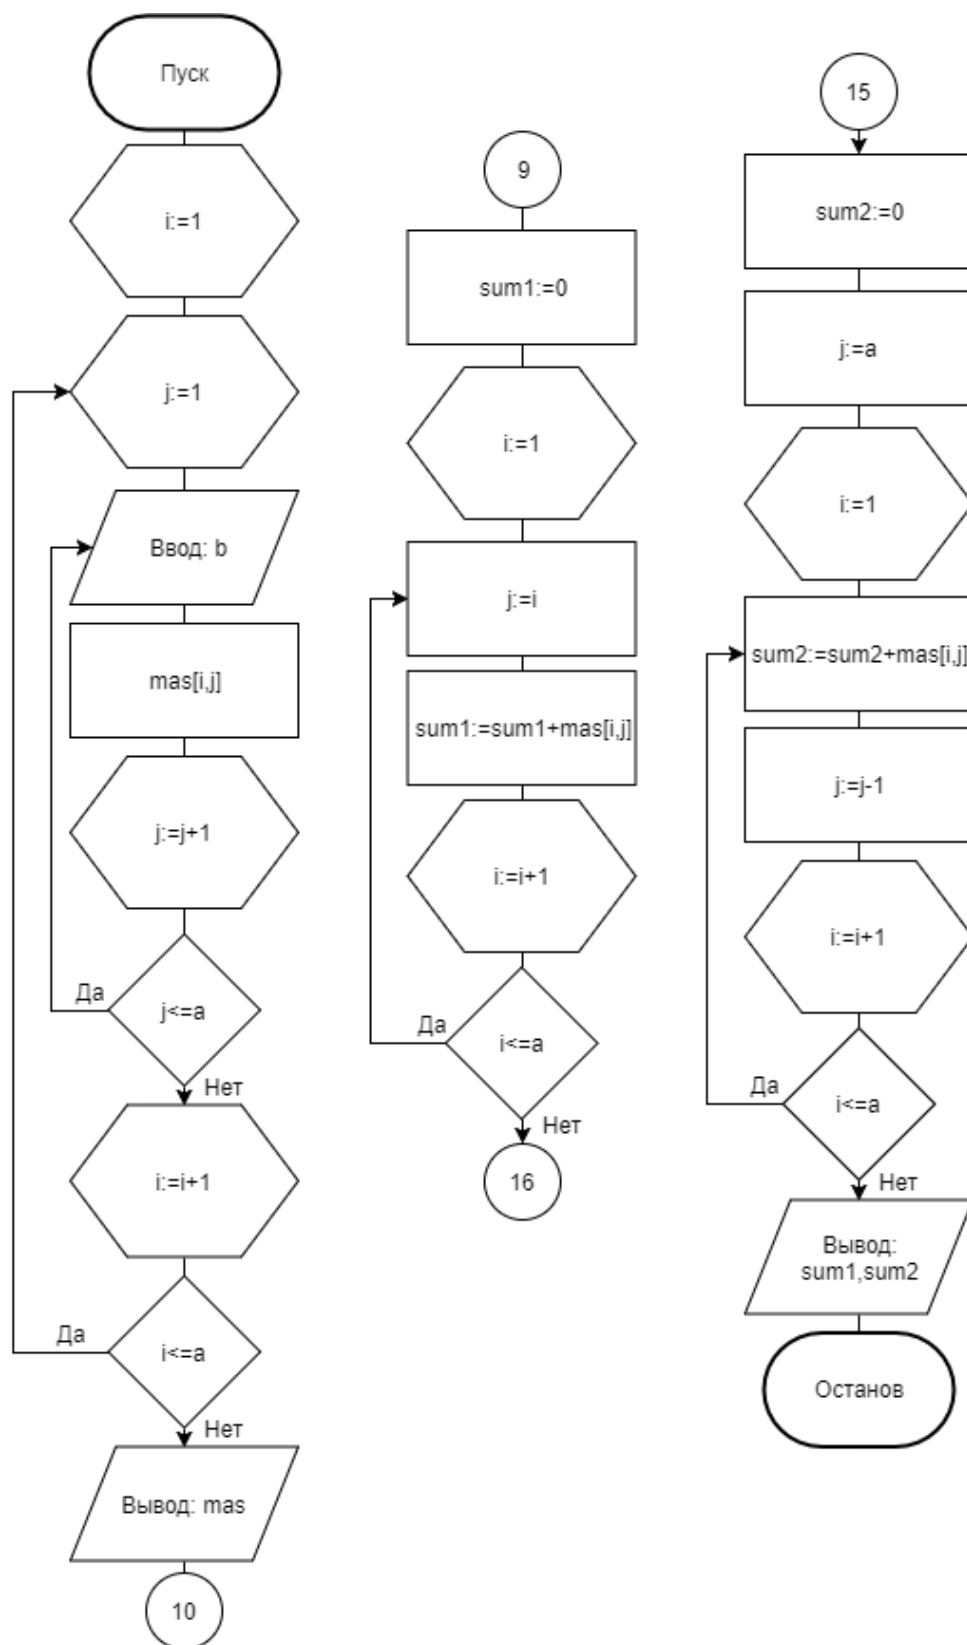 Пуск
i:=1
j:=1
Ввод: b
mas[i,j]
j:=j+1
j<=a
Да
Нет
i:=i+1
i<=a
Да
Нет
Вывод: mas
10
9
sum1:=0
i:=1
j:=i
sum1:=sum1+mas[i,j]
i:=i+1
i<=a
Да
Нет
16
15
sum2:=0
j:=a
i:=1
sum2:=sum2+mas[i,j]
j:=j-1
i:=i+1
i<=a
Да
Нет
Вывод:
sum1,sum2
Останов